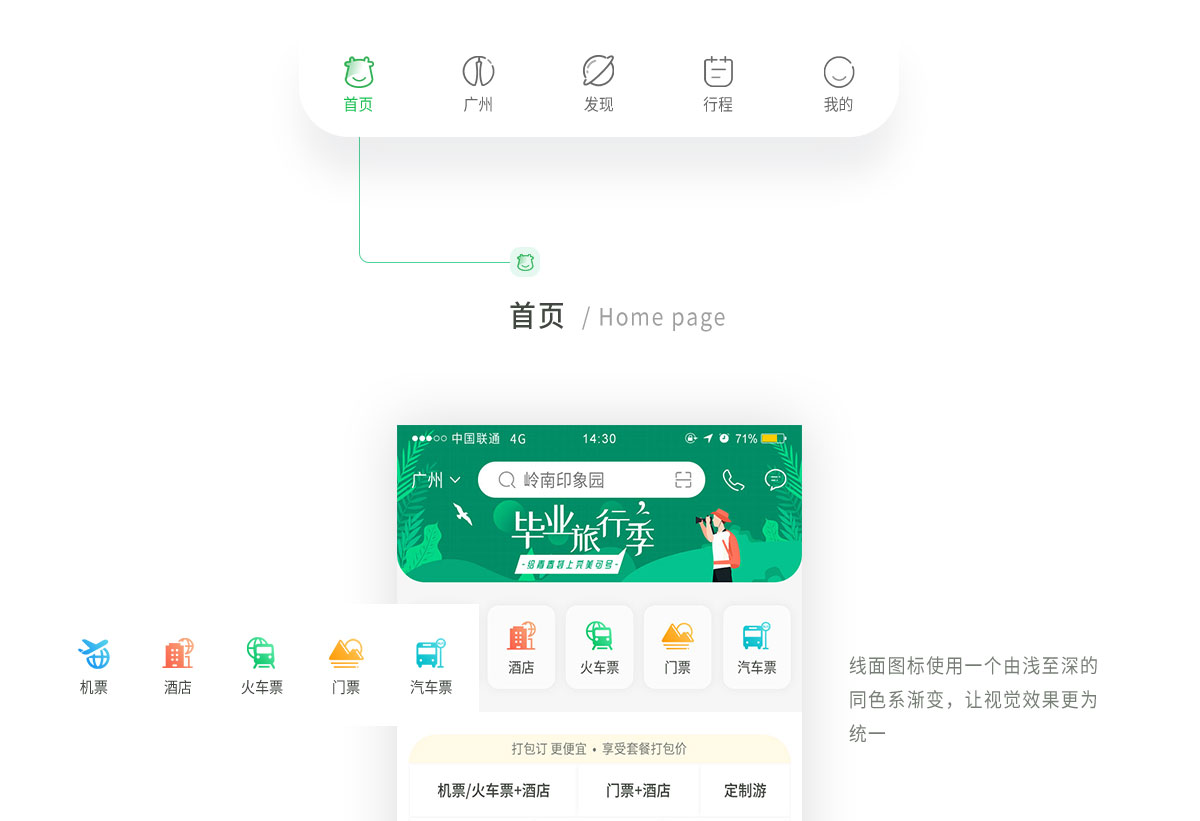 首页 广州 发现 行程 我的
首页 / Home page
中国联通 4G 14:30 71%
广州 岭南印象园
毕业旅行季
-给青春领上完美句号-
机票 酒店 火车票 门票 汽车票
酒店 火车票 门票 汽车票
线面图标使用一个由浅至深的
同色系渐变，让视觉效果更为
统一
打包订 更便宜 • 享受套餐打包价
机票/火车票+酒店 门票+酒店 定制游